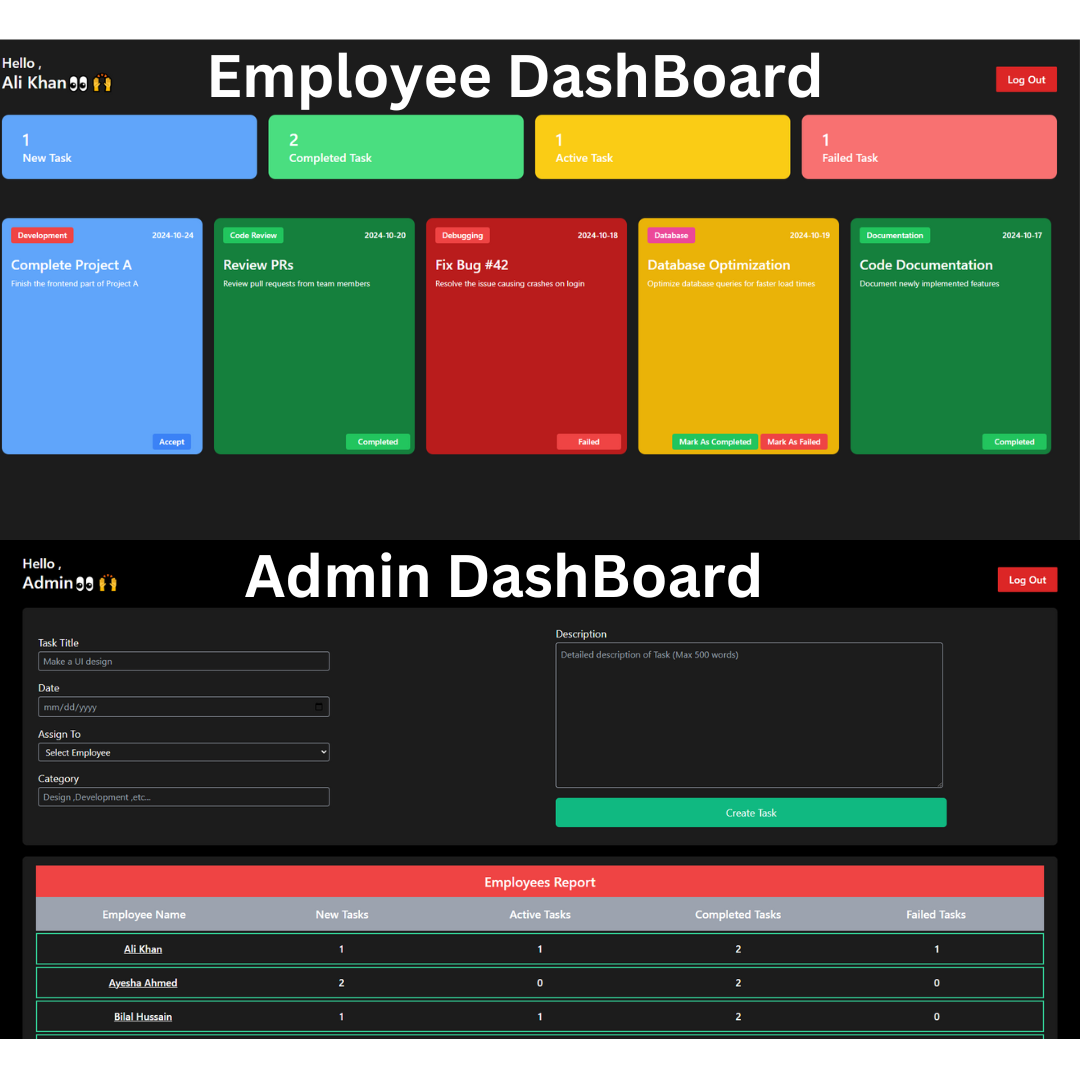 Hello ,
Ali Khan👀 🙌
Employee DashBoard
Log Out
1
New Task
2
Completed Task
1
Active Task
1
Failed Task
Development 2024-10-24
Complete Project A
Finish the frontend part of Project A
Accept
Code Review 2024-10-20
Review PRs
Review pull requests from team members
Completed
Debugging 2024-10-18
Fix Bug #42
Resolve the issue causing crashes on login
Failed
Database 2024-10-19
Database Optimization
Optimize database queries for faster load times
Mark As Completed Mark As Failed
Documentation 2024-10-17
Code Documentation
Document newly implemented features
Completed
Hello ,
Admin👀 🙌
Admin DashBoard
Log Out
Task Title
Make a UI design
Date
mm/dd/yyyy
Assign To
Select Employee
Category
Design ,Development ,etc...
Description
Detailed description of Task (Max 500 words)
Create Task
Employees Report
Employee Name New Tasks Active Tasks Completed Tasks Failed Tasks
Ali Khan 1 1 2 1
Ayesha Ahmed 2 0 2 0
Bilal Hussain 1 1 2 0